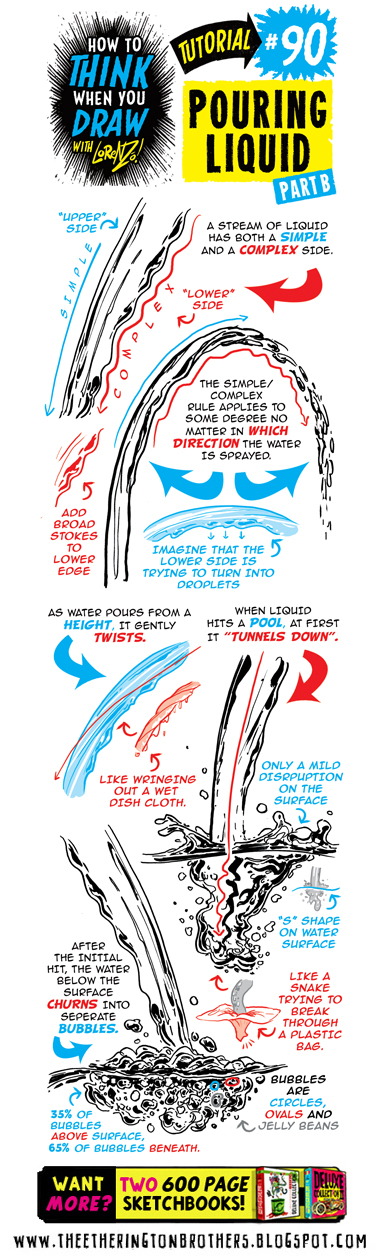 HOW TO
THINK
WHEN YOU
DRAW
WITH LORENZO!
TUTORIAL
#90
POURING
LIQUID
PART B
"UPPER"
SIDE
SIMPLE
COMPLEX
A STREAM OF LIQUID
HAS BOTH A SIMPLE
AND A COMPLEX SIDE.
"LOWER"
SIDE
THE SIMPLE/
COMPLEX
RULE APPLIES TO
SOME DEGREE NO
MATTER IN WHICH
DIRECTION THE WATER
IS SPRAYED.
ADD
BROAD
STOKES
TO
LOWER
EDGE
IMAGINE THAT THE
LOWER SIDE IS
TRYING TO TURN INTO
DROPLETS
AS WATER POURS FROM A
HEIGHT, IT GENTLY
TWISTS.
WHEN LIQUID
HITS A POOL, AT FIRST
IT "TUNNELS DOWN".
LIKE WRINGING
OUT A WET
DISH CLOTH.
ONLY A MILD
DISRPUPTION
ON THE
SURFACE
"S" SHAPE
ON WATER
SURFACE
AFTER
THE INITIAL
HIT, THE WATER
BELOW THE
SURFACE
CHURNS INTO
SEPERATE
BUBBLES.
LIKE A
SNAKE
TRYING TO
BREAK
THROUGH
A PLASTIC
BAG.
BUBBLES
ARE
CIRCLES,
OVALS AND
JELLY BEANS
35% OF
BUBBLES
ABOVE SURFACE,
65% OF BUBBLES BENEATH.
WANT
MORE?
TWO 600 PAGE
SKETCHBOOKS!
DELUXE
COLLECTION
WWW.THEETHERINGTONBROTHERS.BLOGSPOT.COM